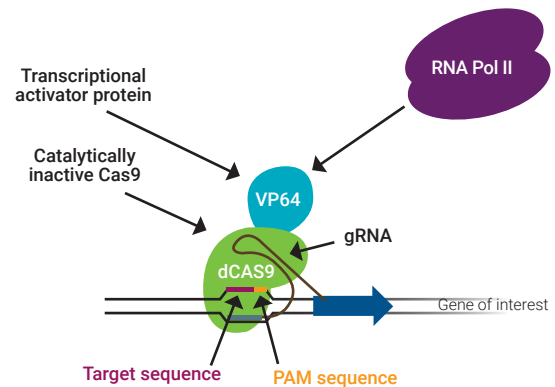 RNA Pol II
Transcriptional
activator protein
Catalytically
inactive Cas9
VP64
gRNA
dCAS9
Gene of interest
Target sequence
PAM sequence